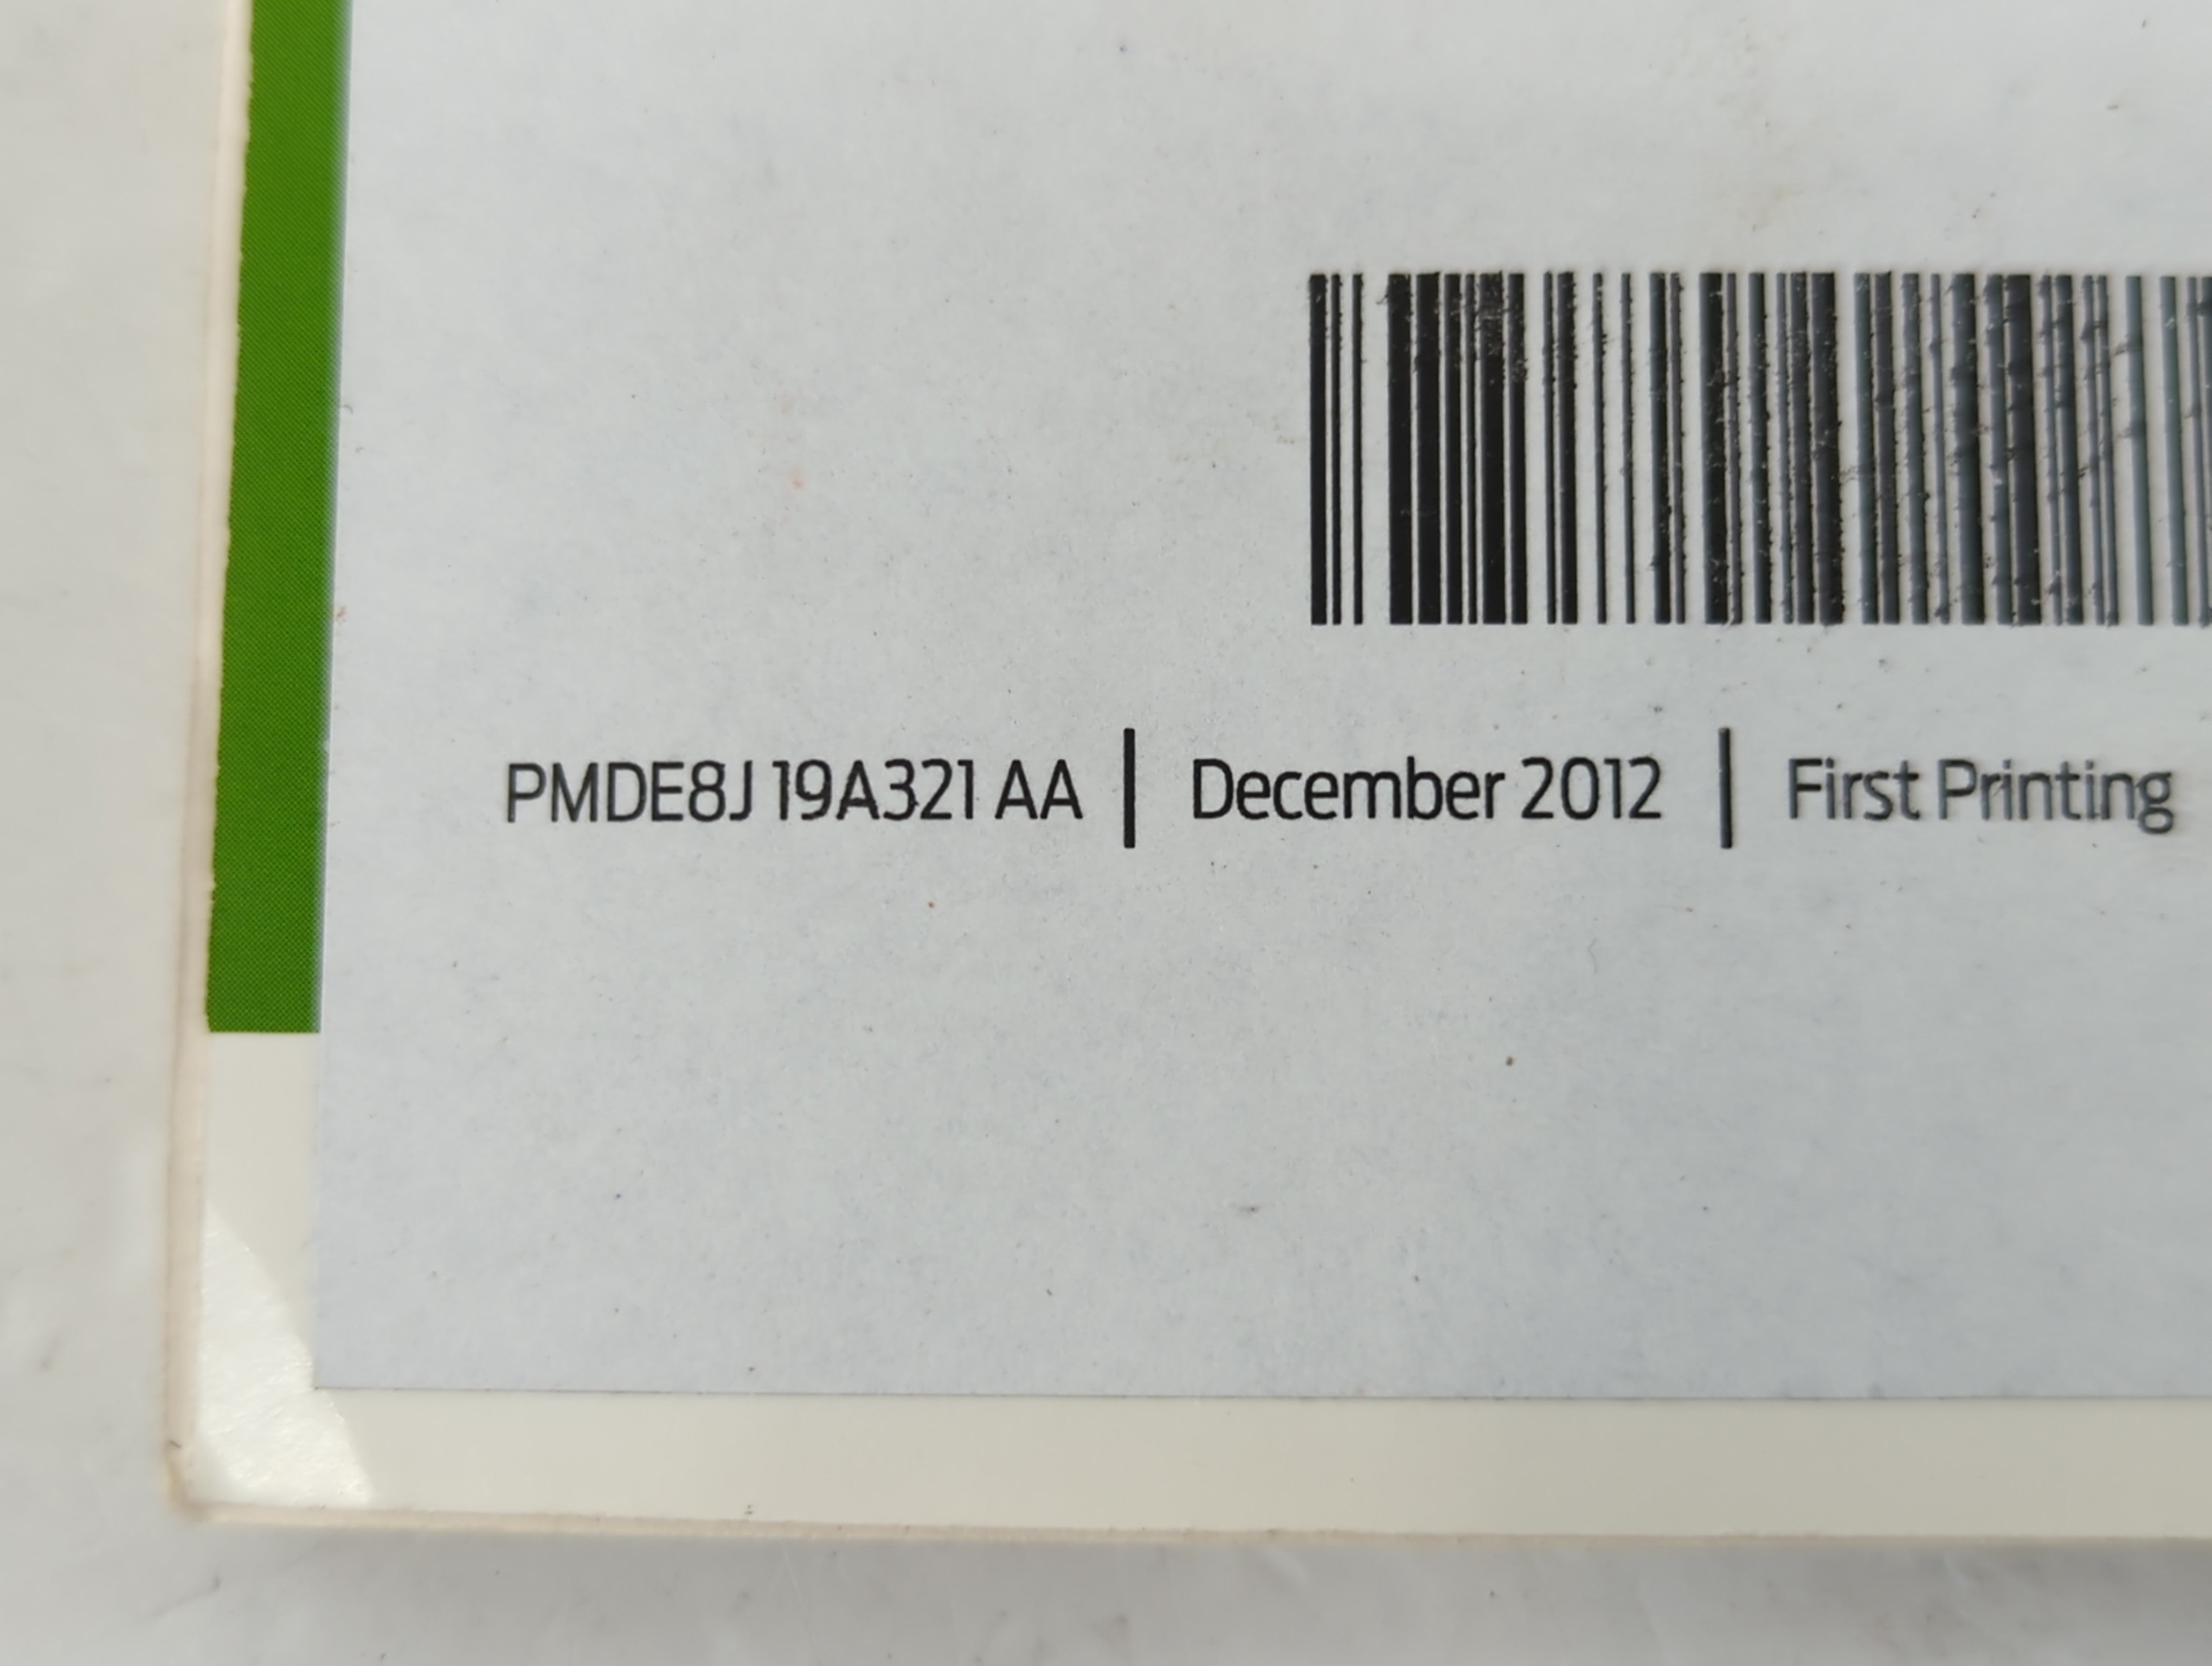 PMDE8J 19A321 AA | December 2012 | First Printing